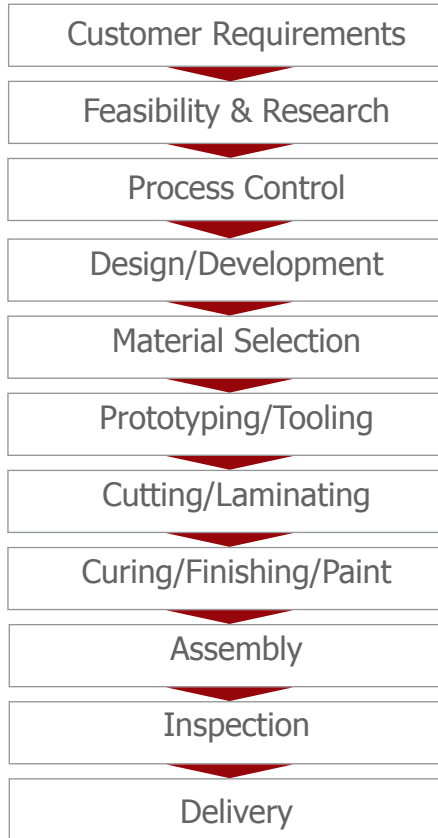 Customer Requirements
Feasibility & Research
Process Control
Design/Development
Material Selection
Prototyping/Tooling
Cutting/Laminating
Curing/Finishing/Paint
Assembly
Inspection
Delivery